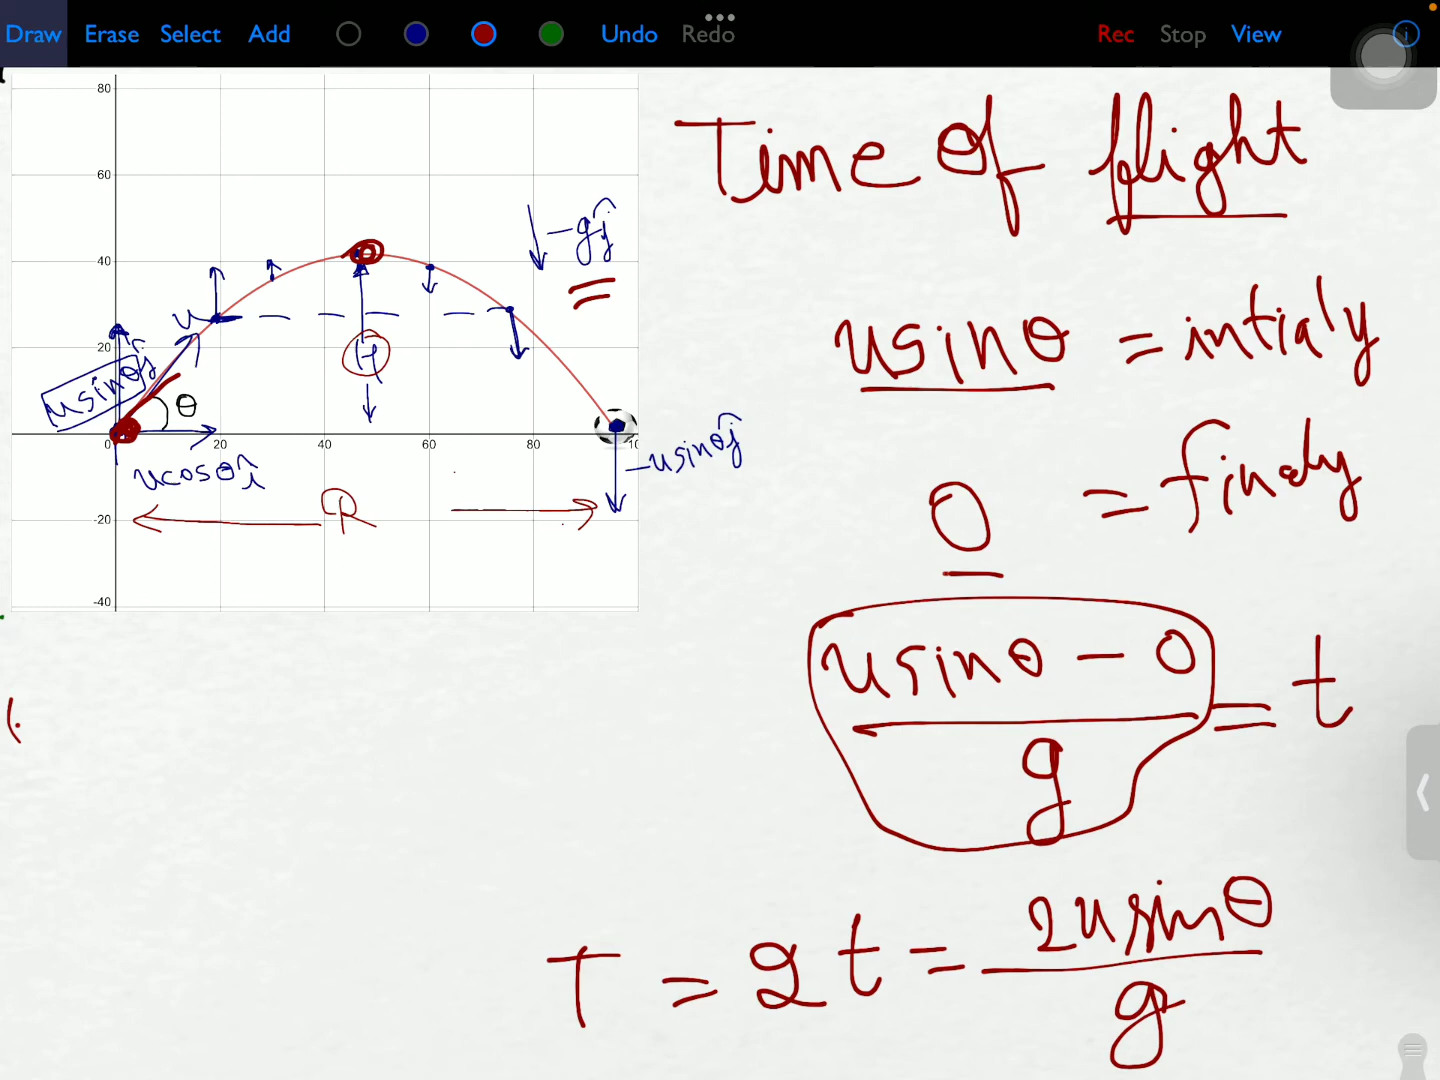 Draw Erase Select Add Undo Redo Rec Stop View
Time of flight
80
60
-gĵ
40
u
usinθ = intialy
20
H
usinθĵ
θ
0 20 40 60 80 10
-usinθĵ
ucosθî
0 = finaly
R
-20
-40
usinθ - 0
= t
g
T = 2t = 2usinθ
g